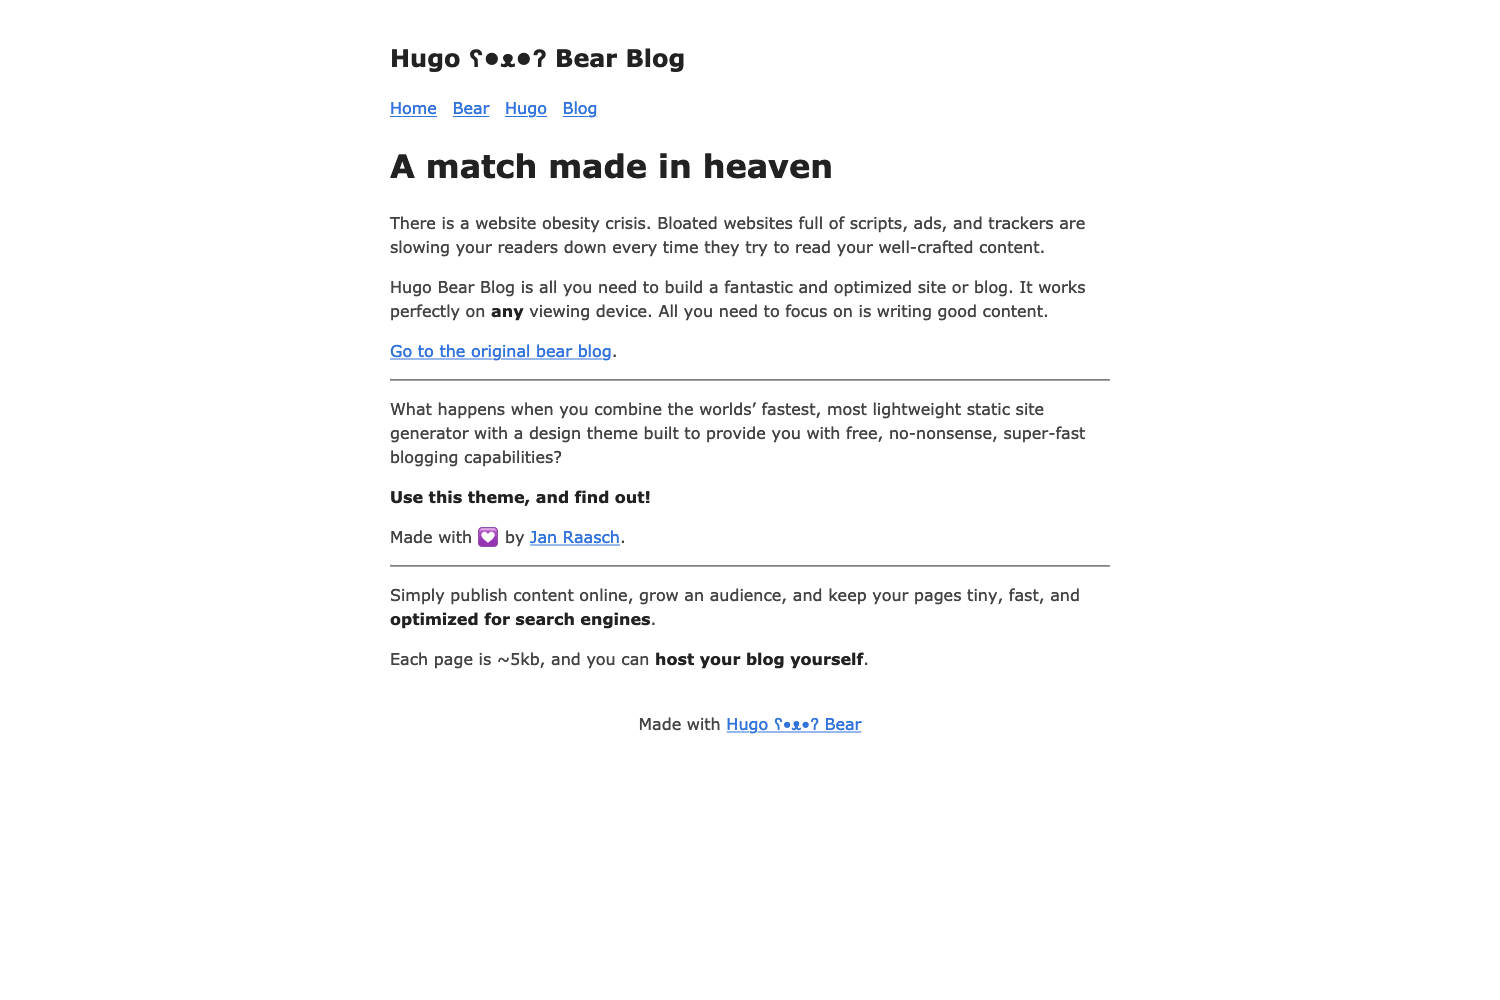 Hugo ʕ•ᴥ•ʔ Bear Blog
Home Bear Hugo Blog
A match made in heaven
There is a website obesity crisis. Bloated websites full of scripts, ads, and trackers are
slowing your readers down every time they try to read your well-crafted content.
Hugo Bear Blog is all you need to build a fantastic and optimized site or blog. It works
perfectly on any viewing device. All you need to focus on is writing good content.
Go to the original bear blog.
What happens when you combine the worlds’ fastest, most lightweight static site
generator with a design theme built to provide you with free, no-nonsense, super-fast
blogging capabilities?
Use this theme, and find out!
Made with 💟 by Jan Raasch.
Simply publish content online, grow an audience, and keep your pages tiny, fast, and
optimized for search engines.
Each page is ~5kb, and you can host your blog yourself.
Made with Hugo ʕ•ᴥ•ʔ Bear